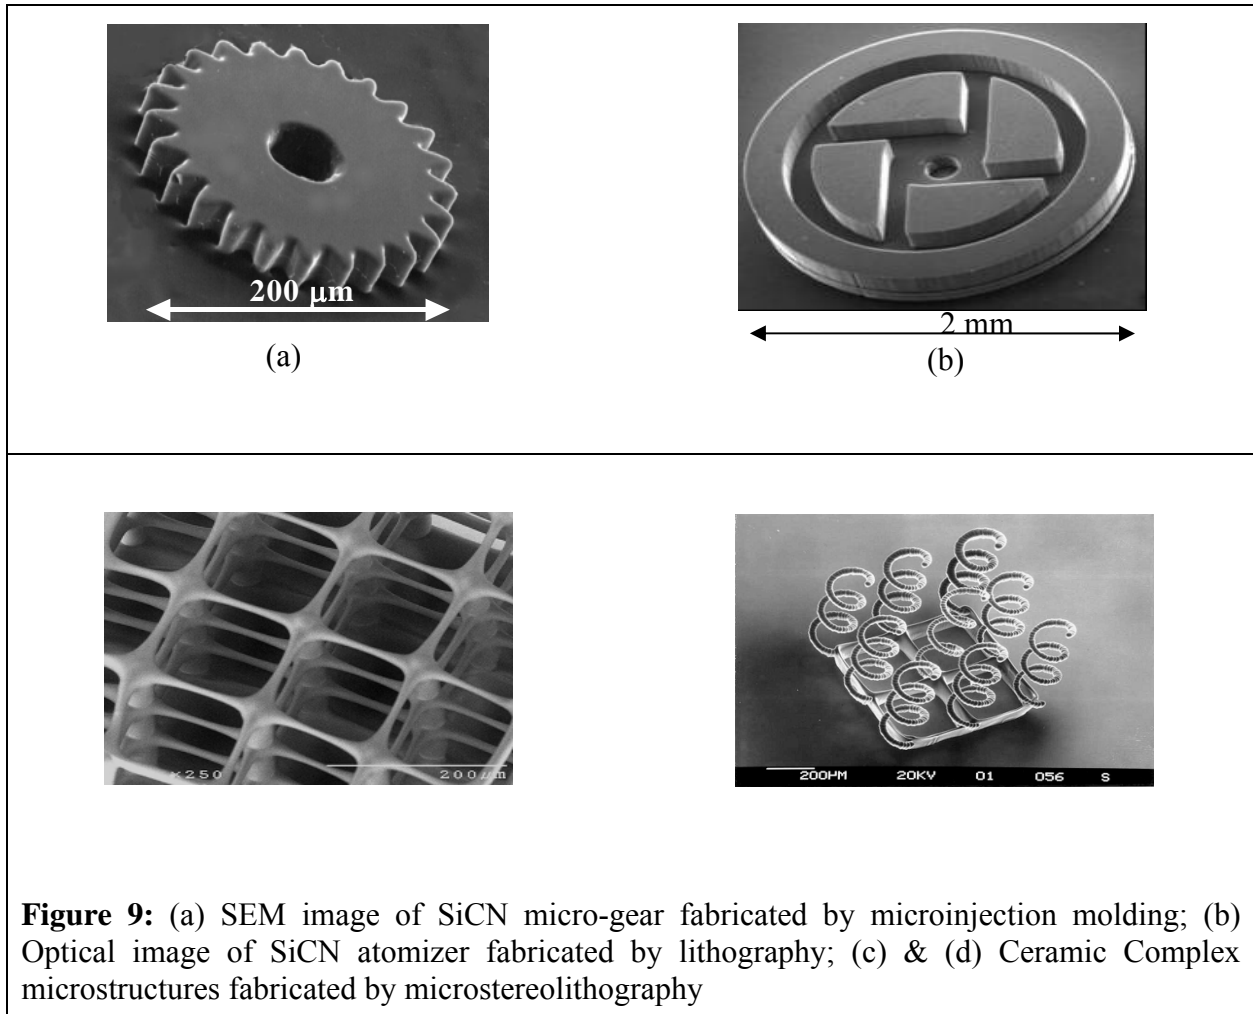 200 µm
(a)
2 mm
(b)
×250 200µm
200µM 20KV 01 056 S
Figure 9: (a) SEM image of SiCN micro-gear fabricated by microinjection molding; (b)
Optical image of SiCN atomizer fabricated by lithography; (c) & (d) Ceramic Complex
microstructures fabricated by microstereolithography